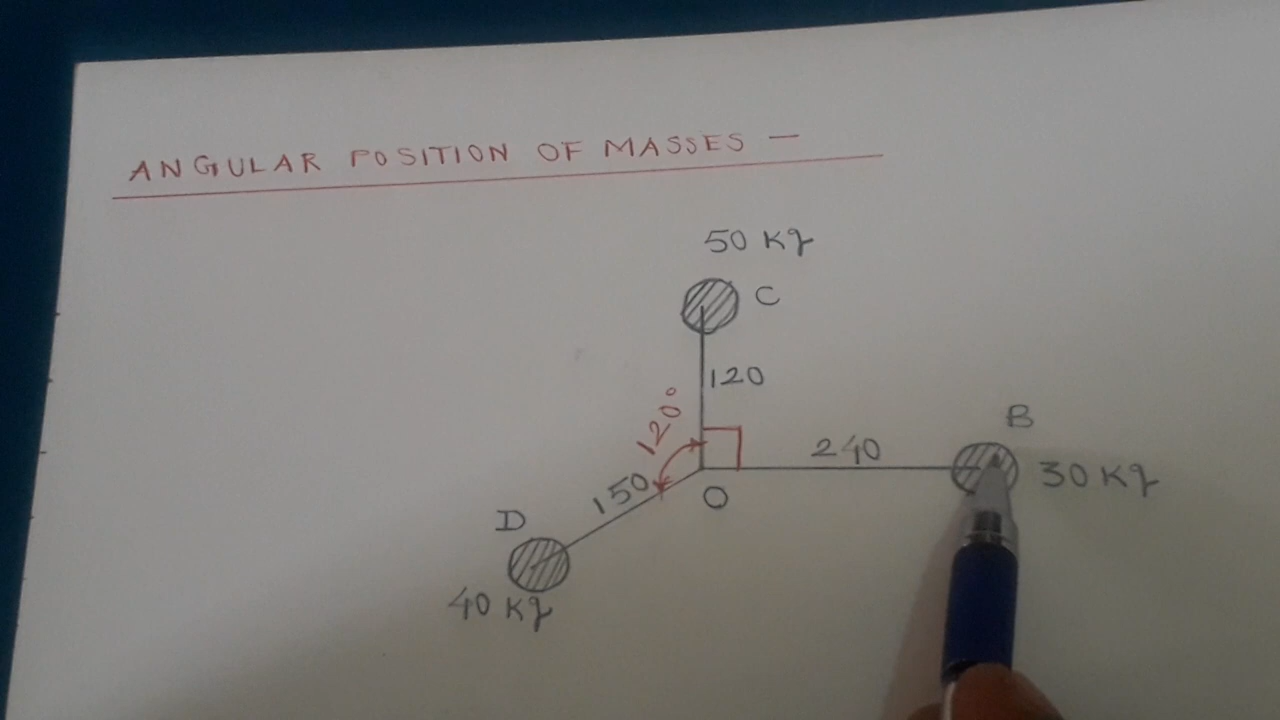 ANGULAR POSITION OF MASSES —
50 Kg
C
120
120°
B
240
30 Kg
150
O
D
40 Kg